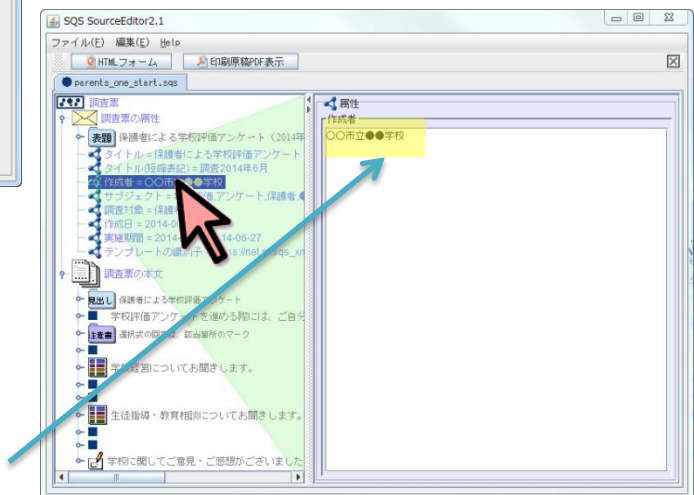 SQS SourceEditor2.1
ファイル(F) 編集(E) Help
HTMLフォーム 印刷原稿PDF表示
parents_one_start.sqs
調査票
調査票の属性
表題 保護者による学校評価アンケート（2014年
タイトル = 保護者による学校評価アンケート
タイトル(短縮表記) = 調査2014年6月
作成者 = 〇〇市
学校
サブジェクト =
アンケート,保護者,
調査対象 = 保護
作成日 = 2014-0
実施期間 = 2014-
14-06-27
テンプレートの識別子
調査票の本文
見出し 保護者による学校評価アンケート
学校評価アンケートを進める際には、ご自分
注意書 選択式の回答は、該当箇所のマーク
学校経営についてお聞きします。
生徒指導・教育相談についてお聞きします。
学校に関してご意見・ご感想がございました
属性
作成者
〇〇市立●●学校